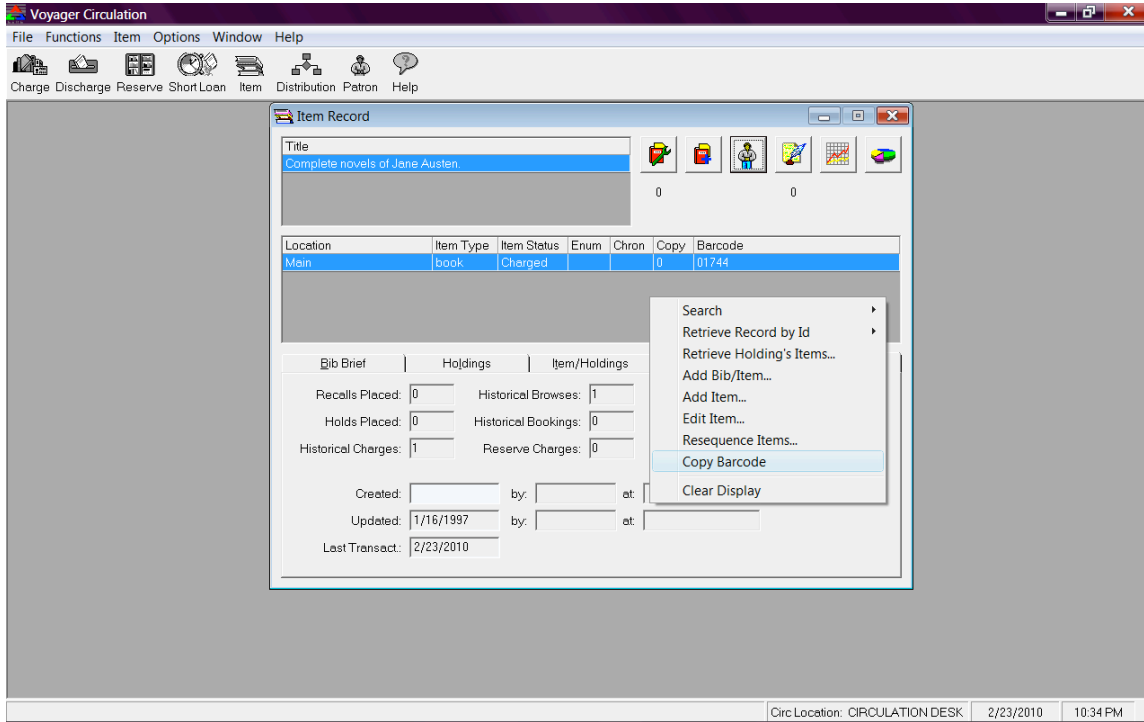 Voyager Circulation
File Functions Item Options Window Help
Charge Discharge Reserve Short Loan Item Distribution Patron Help
Item Record
Title
Complete novels of Jane Austen.
0 0
Location Item Type Item Status Enum Chron Copy Barcode
Main book Charged 0 01744
Search
Retrieve Record by Id
Retrieve Holding's Items...
Add Bib/Item...
Add Item...
Edit Item...
Resequence Items...
Copy Barcode
Clear Display
Bib Brief Holdings Item/Holdings
Recalls Placed: 0 Historical Browses: 1
Holds Placed: 0 Historical Bookings: 0
Historical Charges: 1 Reserve Charges: 0
Created: by: at:
Updated: 1/16/1997 by: at:
Last Transact.: 2/23/2010
Circ Location: CIRCULATION DESK 2/23/2010 10:34 PM